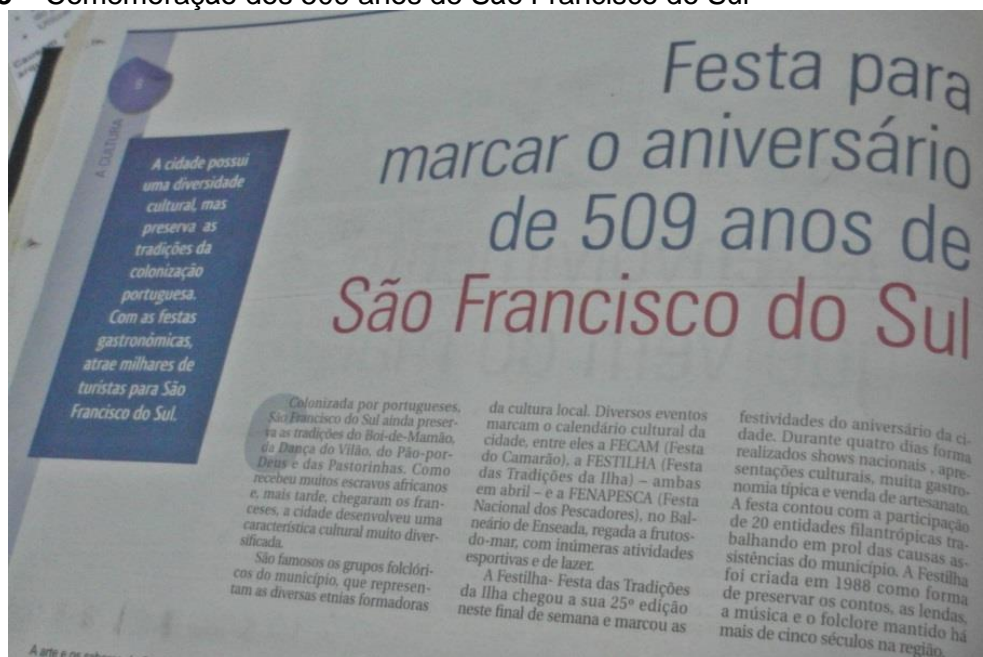 Comemoração dos 509 anos de São Francisco do Sul
A CULTURA
A cidade possui
uma diversidade
cultural, mas
preserva as
tradições da
colonização
portuguesa.
Com as festas
gastronômicas,
atrae milhares de
turistas para São
Francisco do Sul.
Festa para
marcar o aniversário
de 509 anos de
São Francisco do Sul
Colonizada por portugueses,
São Francisco do Sul ainda preser-
va as tradições do Boi-de-Mamão,
da Dança do Vilão, do Pão-por-
Deus e das Pastorinhas. Como
recebeu muitos escravos africanos
e, mais tarde, chegaram os fran-
ceses, a cidade desenvolveu uma
característica cultural muito diver-
sificada.
São famosos os grupos folclóri-
cos do município, que represen-
tam as diversas etnias formadoras
da cultura local. Diversos eventos
marcam o calendário cultural da
cidade, entre eles a FECAM (Festa
do Camarão), a FESTILHA (Festa
das Tradições da Ilha) – ambas
em abril – e a FENAPESCA (Festa
Nacional dos Pescadores), no Bal-
neário de Enseada, regada a frutos-
do-mar, com inúmeras atividades
esportivas e de lazer.
A Festilha- Festa das Tradições
da Ilha chegou a sua 25º edição
neste final de semana e marcou as
festividades do aniversário da ci-
dade. Durante quatro dias forma
realizados shows nacionais , apre-
sentações culturais, muita gastro-
nomia típica e venda de artesanato.
A festa contou com a participação
de 20 entidades filantrópicas tra-
balhando em prol das causas as-
sistências do município. A Festilha
foi criada em 1988 como forma
de preservar os contos, as lendas,
a música e o folclore mantido há
mais de cinco séculos na região.
A arte e os